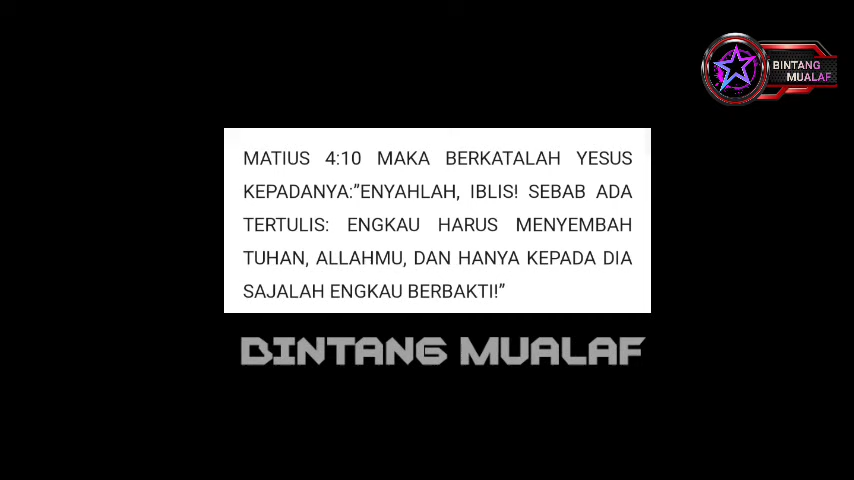 BINTANG
MUALAF
MATIUS 4:10 MAKA BERKATALAH YESUS
KEPADANYA:”ENYAHLAH, IBLIS! SEBAB ADA
TERTULIS: ENGKAU HARUS MENYEMBAH
TUHAN, ALLAHMU, DAN HANYA KEPADA DIA
SAJALAH ENGKAU BERBAKTI!”
BINTANG MUALAF